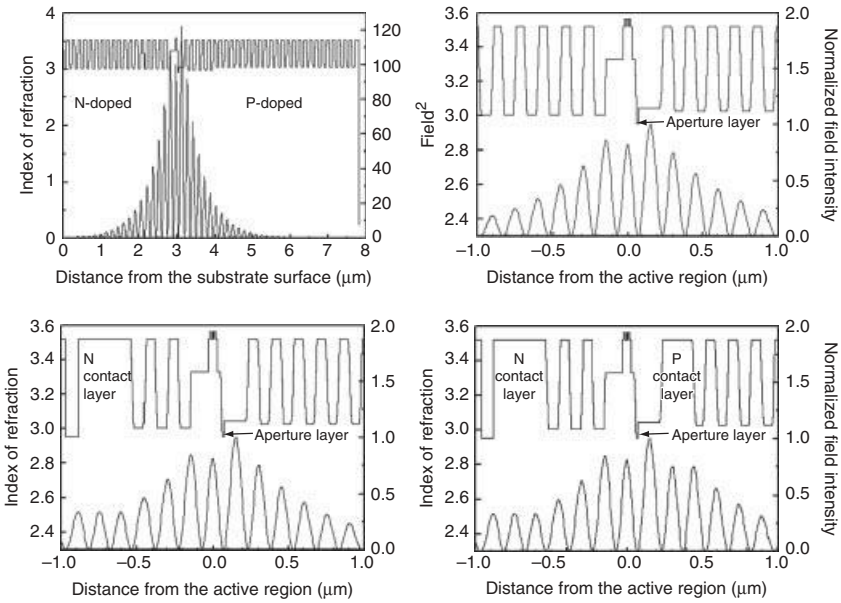 4
3
2
1
0
120
100
80
60
40
20
0
0 1 2 3 4 5 6 7 8
Index of refraction
N-doped P-doped
Field²
Distance from the substrate surface (μm)
3.6
3.4
3.2
3.0
2.8
2.6
2.4
2.0
1.5
1.0
0.5
0.0
−1.0 −0.5 0.0 0.5 1.0
Aperture layer
Normalized field intensity
Distance from the active region (μm)
3.6
3.4
3.2
3.0
2.8
2.6
2.4
2.0
1.5
1.0
0.5
0.0
−1.0 −0.5 0.0 0.5 1.0
Index of refraction
N
contact
layer
Aperture layer
Distance from the active region (μm)
3.6
3.4
3.2
3.0
2.8
2.6
2.4
2.0
1.5
1.0
0.5
0.0
−1.0 −0.5 0.0 0.5 1.0
Index of refraction
N
contact
layer
P
contact
layer
Aperture layer
Normalized field intensity
Distance from the active region (μm)